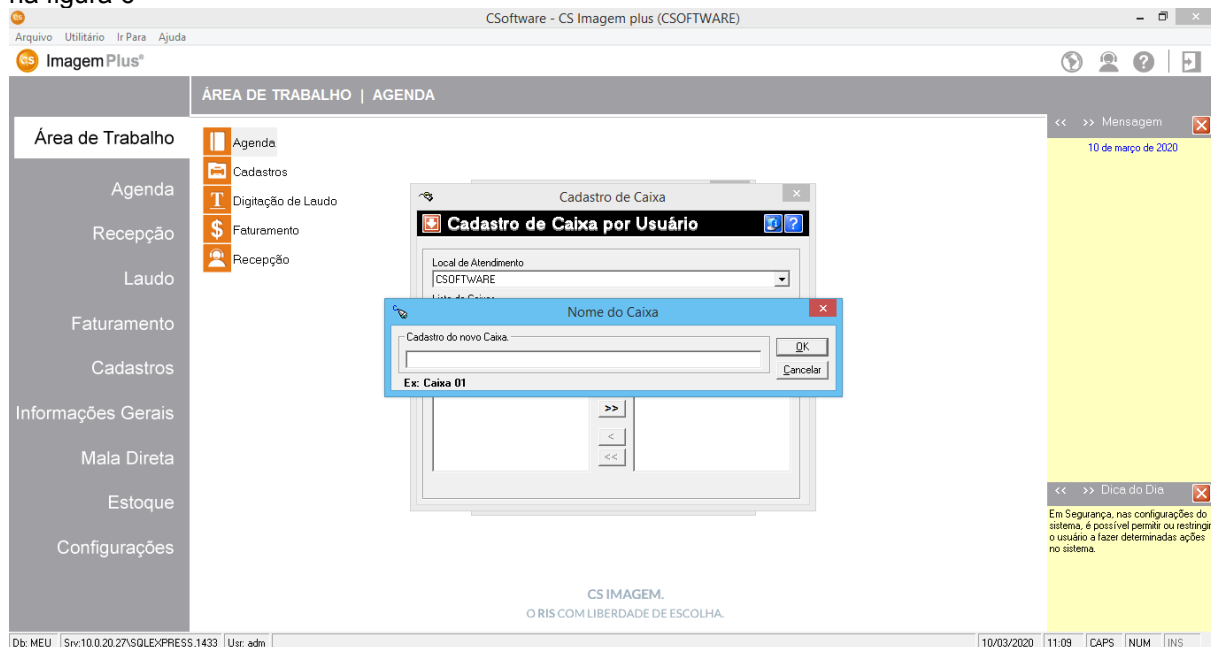 CSoftware - CS Imagem plus (CSOFTWARE)
Arquivo Utilitário Ir Para Ajuda
cs Imagem Plus®
ÁREA DE TRABALHO | AGENDA
Área de Trabalho
Agenda
Recepção
Laudo
Faturamento
Cadastros
Informações Gerais
Mala Direta
Estoque
Configurações
Agenda
Cadastros
Digitação de Laudo
Faturamento
Recepção
Cadastro de Caixa
Cadastro de Caixa por Usuário
Local de Atendimento
CSOFTWARE
Nome do Caixa
Cadastro do novo Caixa.
OK
Cancelar
Ex: Caixa 01
>>
<
<<
<< >> Mensagem
10 de março de 2020
<< >> Dica do Dia
Em Segurança, nas configurações do
sistema, é possível permitir ou restringir
o usuário a fazer determinadas ações
no sistema.
CS IMAGEM.
O RIS COM LIBERDADE DE ESCOLHA.
Db: MEU Srv:10.0.20.27\SQLEXPRESS,1433 Usr: adm 10/03/2020 11:09 CAPS NUM INS